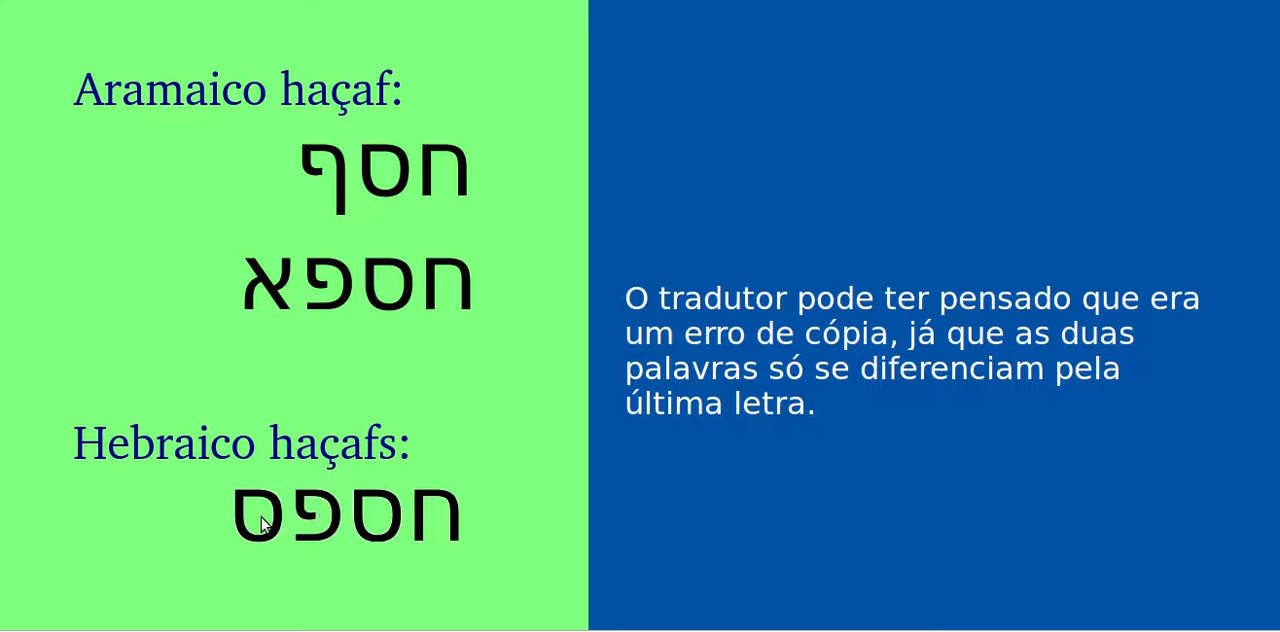 Aramaico haçaf:
חסף
חספא
Hebraico haçafs:
חספס
O tradutor pode ter pensado que era
um erro de cópia, já que as duas
palavras só se diferenciam pela
última letra.